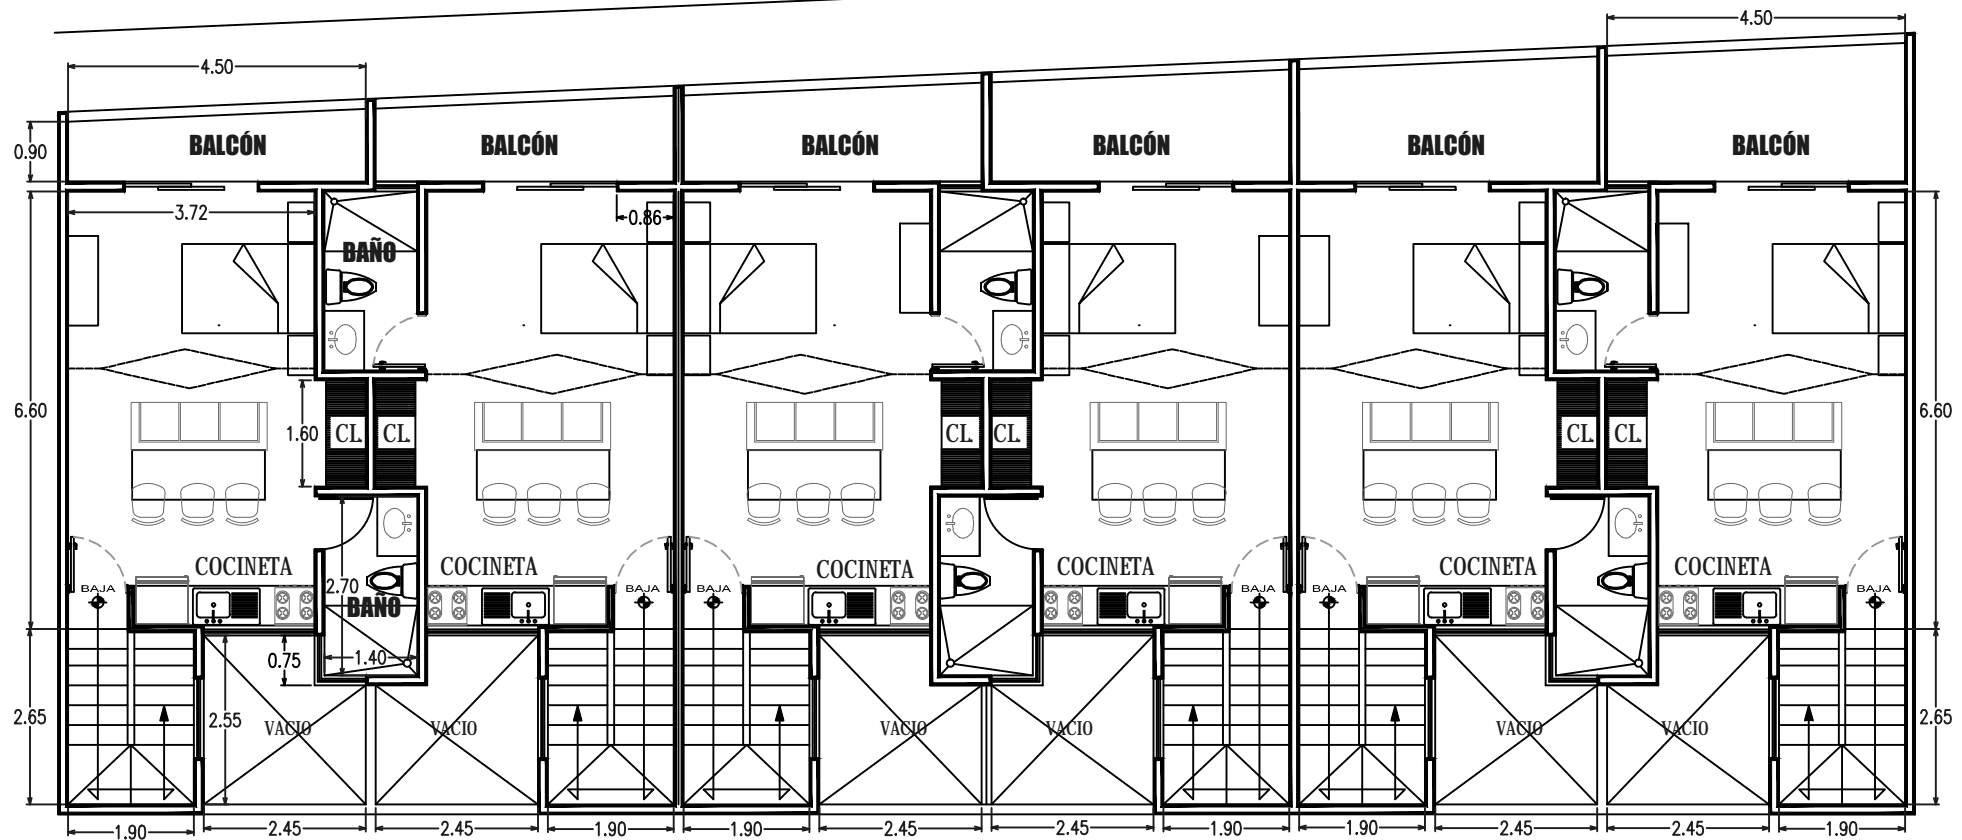 4.50
4.50
0.90
BALCÓN
BALCÓN
BALCÓN
BALCÓN
BALCÓN
BALCÓN
3.72
0.86
BAÑO
6.60
1.60
CL.
CL.
CL.
CL.
CL.
CL.
6.60
COCINETA
COCINETA
COCINETA
COCINETA
COCINETA
COCINETA
BAJA
2.70
BAJA
BAJA
BAJA
BAJA
BAJA
BAÑO
0.75
1.40
2.65
2.55
VACIO
VACIO
VACIO
VACIO
VACIO
VACIO
2.65
1.90
2.45
2.45
1.90
1.90
2.45
2.45
1.90
1.90
2.45
2.45
1.90